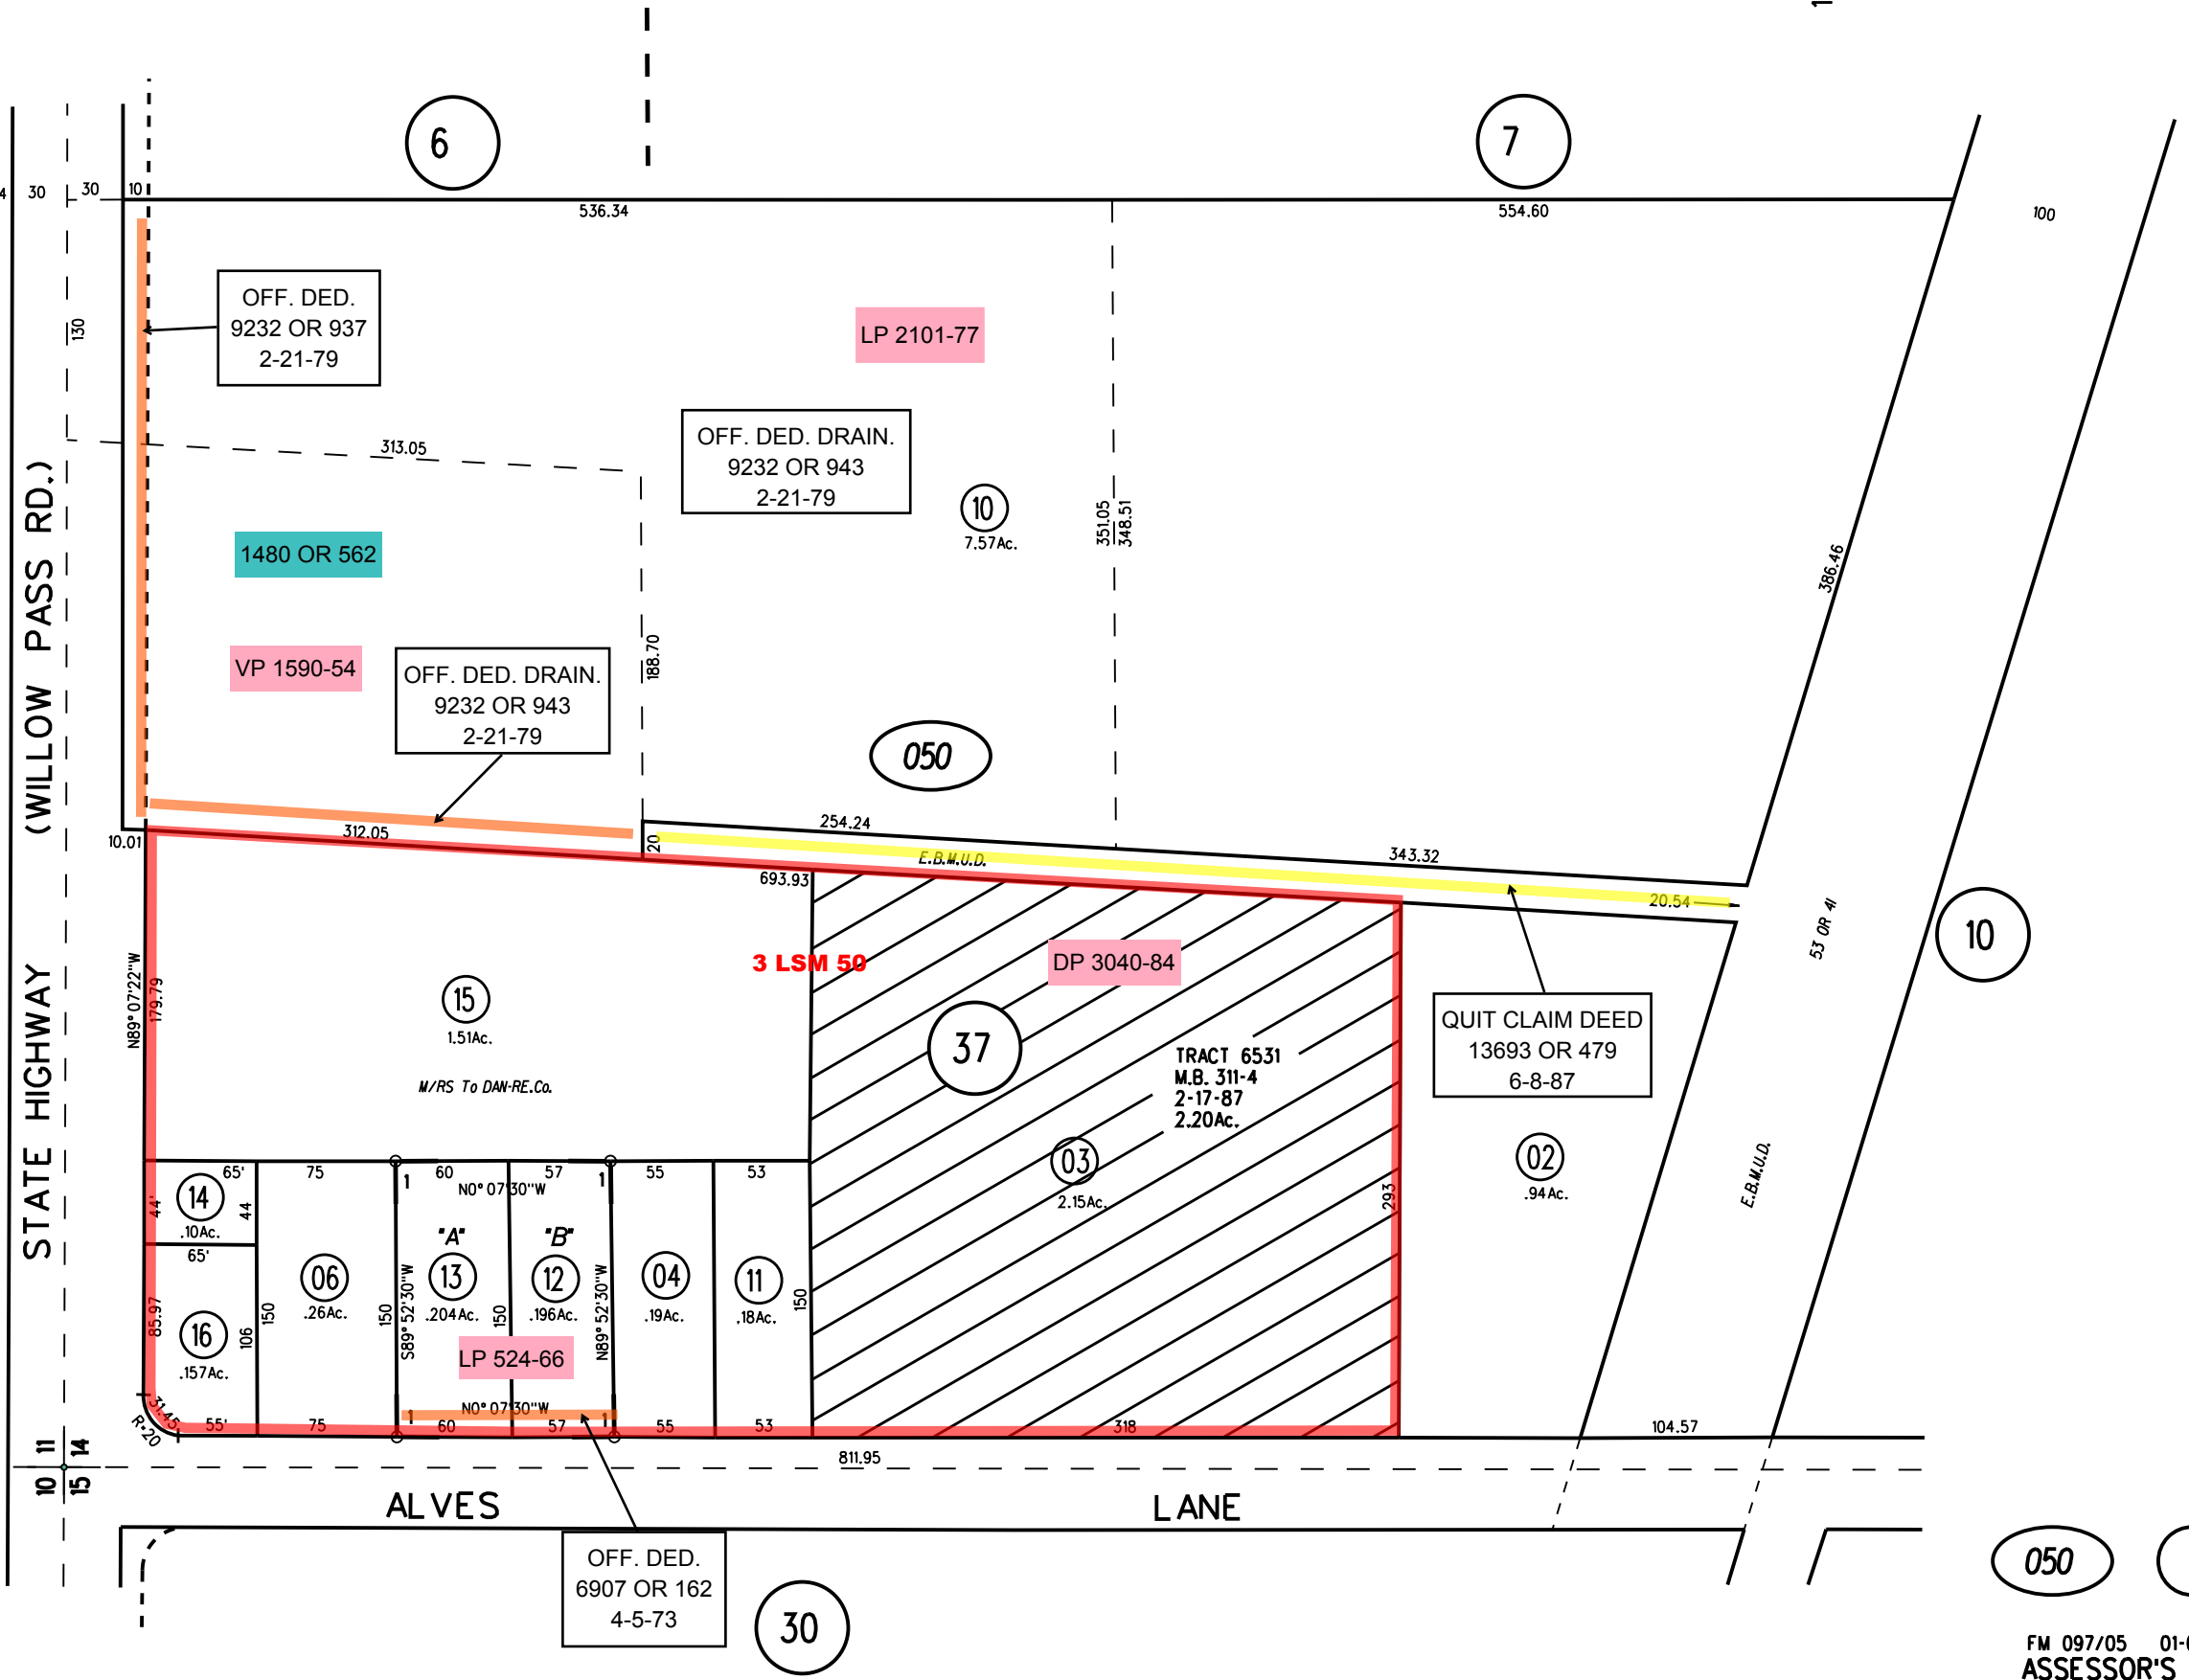 6
7
30
30
10
536.34
554.60
100
OFF. DED.
9232 OR 937
2-21-79
130
LP 2101-77
313.05
OFF. DED. DRAIN.
9232 OR 943
2-21-79
10
7.57Ac.
351.05
348.51
386.46
1480 OR 562
VP 1590-54
188.70
OFF. DED. DRAIN.
9232 OR 943
2-21-79
050
STATE HIGHWAY (WILLOW PASS RD.)
10.01
312.05
20
254.24
E.B.M.U.D.
343.32
693.93
20.54
53 OR 41
10
N89°07'22"W
179.79
3 LSM 50
DP 3040-84
15
1.51Ac.
37
QUIT CLAIM DEED
13693 OR 479
6-8-87
TRACT 6531
M.B. 311-4
2-17-87
2.20Ac.
M/RS To DAN-RE.Co.
03
2.15Ac.
293
02
.94Ac.
E.B.M.U.D.
65'
75
60
57
55
53
1
N0°07'30"W
1
14
.10Ac.
44'
44
65'
"A"
"B"
06
.26Ac.
13
.204Ac.
12
.196Ac.
04
.19Ac.
11
.18Ac.
16
.157Ac.
85.97
106
150
150
S89°52'30"W
150
N89°52'30"W
150
LP 524-66
31.45
R-20
1
N0°07'30"W
1
55'
75
60
57
55
53
318
104.57
811.95
11
14
10
15
ALVES LANE
OFF. DED.
6907 OR 162
4-5-73
30
050
FM 097/05
ASSESSOR'S